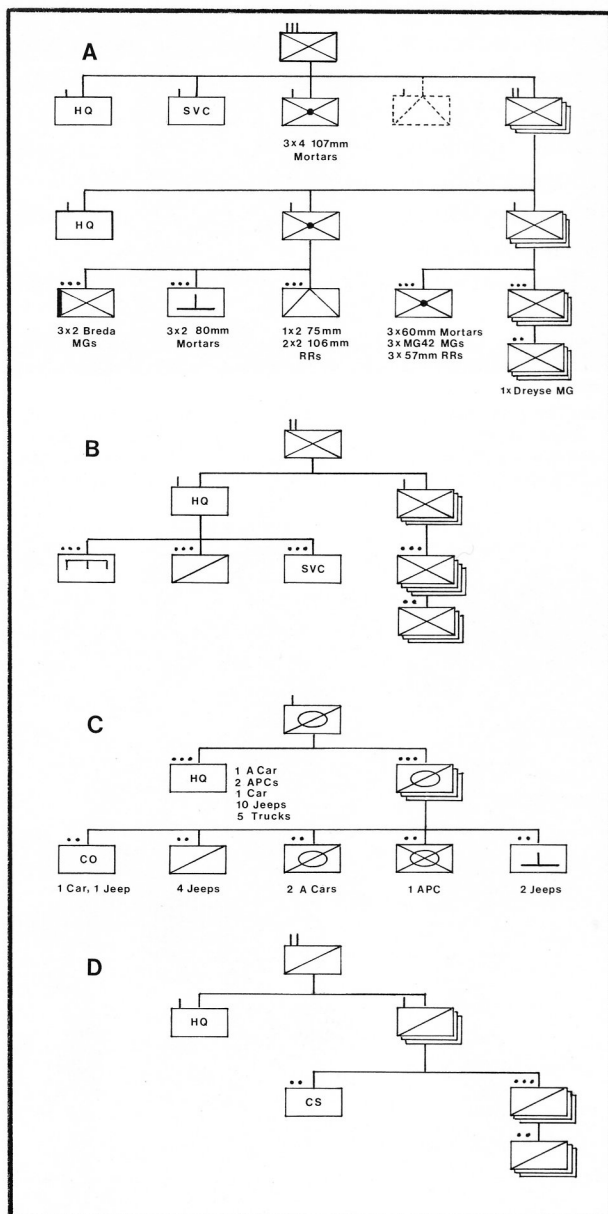 A
HQ
SVC
3x4 107mm
Mortars
HQ
3x2 Breda
MGs
3x2 80mm
Mortars
1x2 75mm
2x2 106mm
RRs
3x60mm Mortars
3xMG42 MGs
3x 57mm RRs
1x Dreyse MG
B
HQ
SVC
C
HQ
1 A Car
2 APCs
1 Car
10 Jeeps
5 Trucks
CO
1 Car, 1 Jeep
4 Jeeps
2 A Cars
1 APC
2 Jeeps
D
HQ
CS